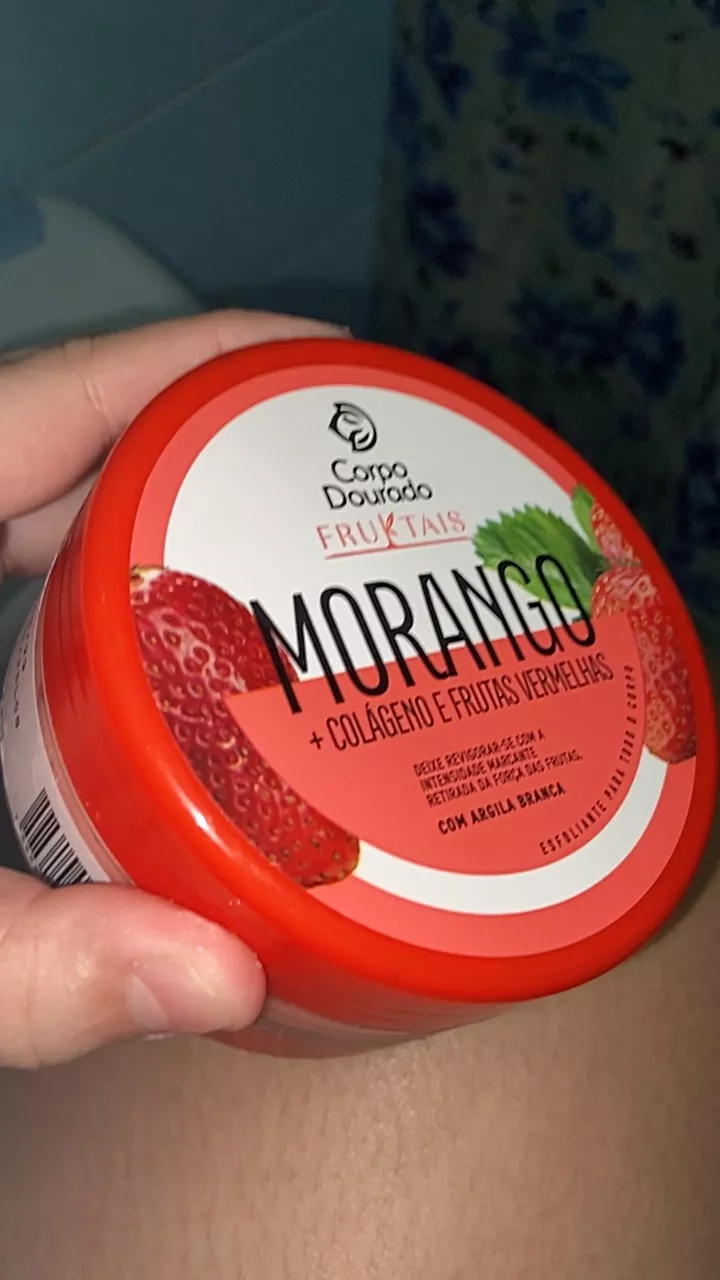 Corpo
Dourado
FRUKTAIS
MORANGO
+ COLÁGENO E FRUTAS VERMELHAS
DEIXE REVIGORAR-SE COM A
INTENSIDADE MARCANTE
RETIRADA DA FORÇA DAS FRUTAS.
COM ARGILA BRANCA
ESFOLIANTE PARA TODO O CORPO